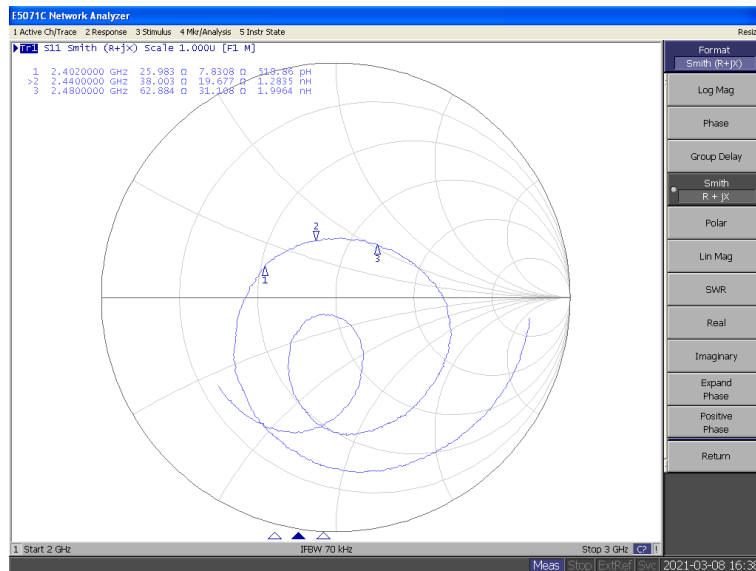 E5071C Network Analyzer
1 Active Ch/Trace 2 Response 3 Stimulus 4 Mkr/Analysis 5 Instr State
Tr1 S11 Smith (R+jX) Scale 1.000U [F1 M]
1 2.4020000 GHz 25.983 Ω 7.8308 Ω 518.86 pH
>2 2.4400000 GHz 38.003 Ω 19.677 Ω 1.2835 nH
3 2.4800000 GHz 62.884 Ω 31.108 Ω 1.9964 nH
2
1
3
Format
Smith (R+jX)
Log Mag
Phase
Group Delay
Smith
R + jX
Polar
Lin Mag
SWR
Real
Imaginary
Expand
Phase
Positive
Phase
Return
1 Start 2 GHz
IFBW 70 kHz
Stop 3 GHz C?
Meas Stop ExtRef Svc